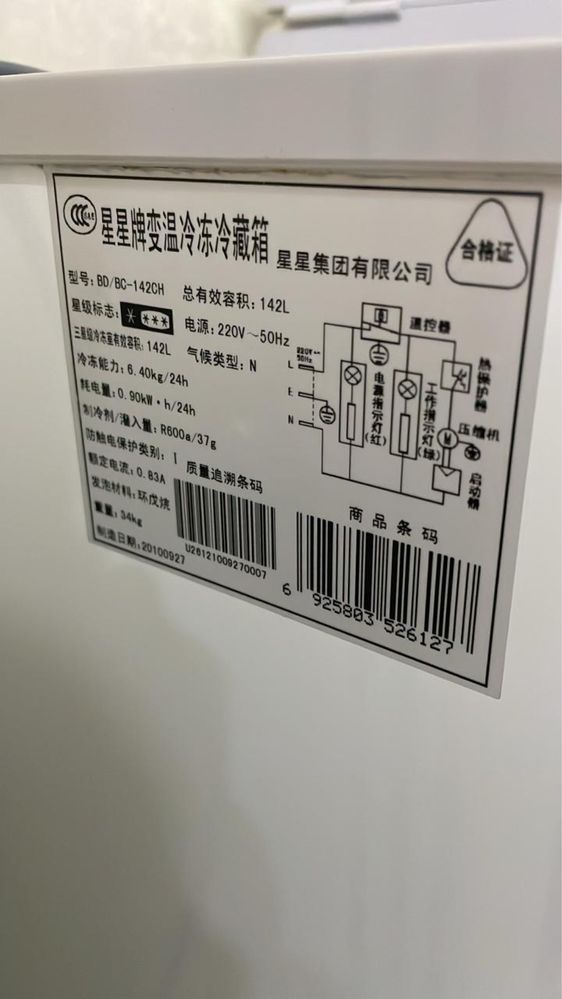 CCC S&E
星星牌变温冷冻冷藏箱 星星集团有限公司
合格证
型号: BD/BC-142CH 总有效容积: 142L
星级标志: * *** 电源: 220V～50Hz
三星级冷冻室有效容积: 142L 气候类型: N
冷冻能力: 6.40kg/24h
耗电量: 0.90kW·h/24h
制冷剂/灌入量: R600a/37g
防触电保护类别: I 质量追溯条码
额定电流: 0.83A
发泡材料: 环戊烷
重量: 34kg
制造日期: 20100927
U26121009270007
温控器
220V～
50Hz
L
E
N
电源指示灯(红)
工作指示灯(绿)
热保护器
压缩机
M
启动器
商品条码
6 925803 526127